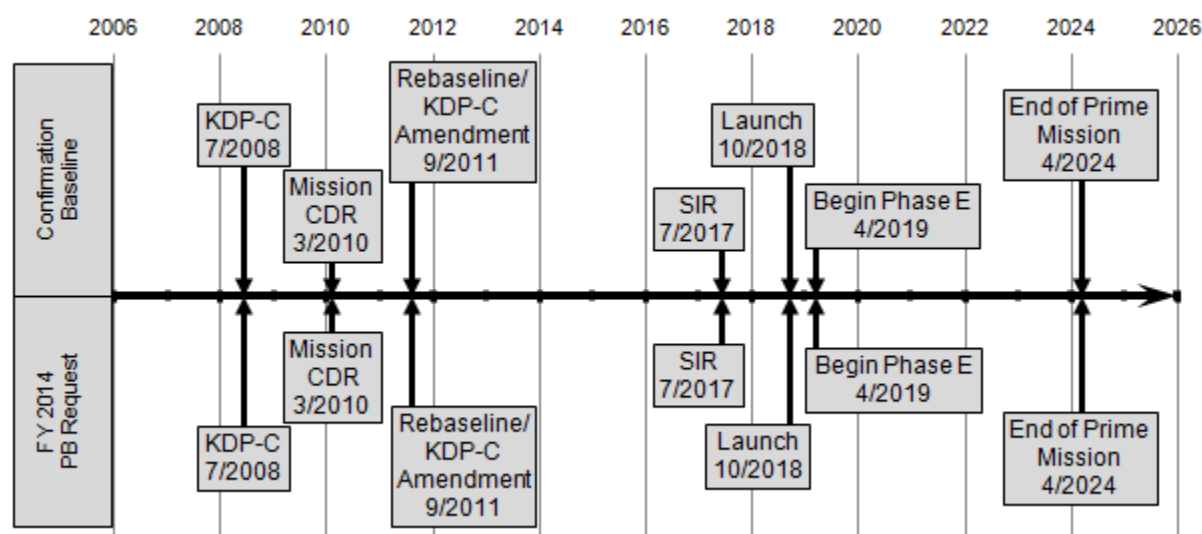 2006 2008 2010 2012 2014 2016 2018 2020 2022 2024 2026
Confirmation
Baseline
KDP-C
7/2008
Mission
CDR
3/2010
Rebaseline/
KDP-C
Amendment
9/2011
SIR
7/2017
Launch
10/2018
Begin Phase E
4/2019
End of Prime
Mission
4/2024
FY 2014
PB Request
KDP-C
7/2008
Mission
CDR
3/2010
Rebaseline/
KDP-C
Amendment
9/2011
SIR
7/2017
Launch
10/2018
Begin Phase E
4/2019
End of Prime
Mission
4/2024